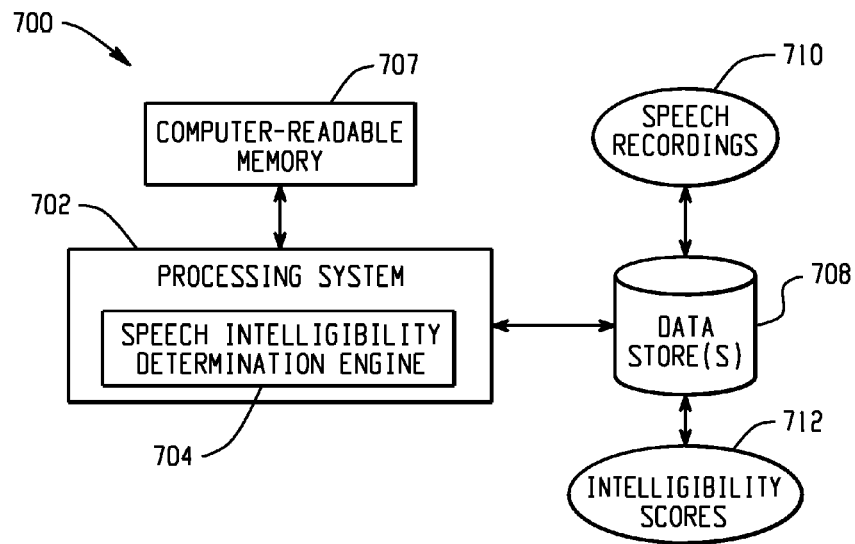 700
707
COMPUTER-READABLE
MEMORY
710
SPEECH
RECORDINGS
702
PROCESSING SYSTEM
SPEECH INTELLIGIBILITY
DETERMINATION ENGINE
704
DATA
STORE(S)
708
712
INTELLIGIBILITY
SCORES